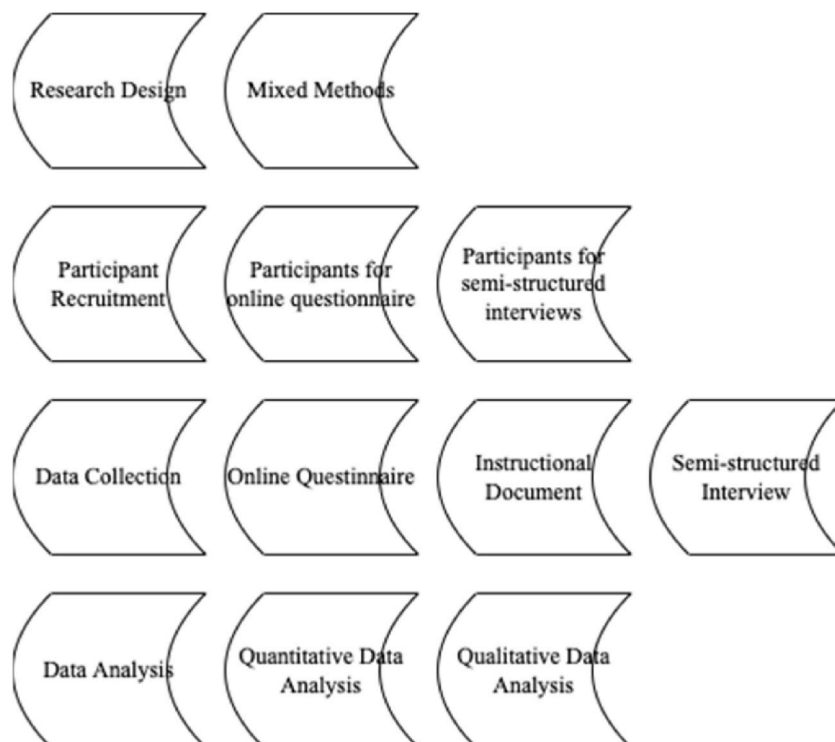 Research Design
Mixed Methods
Participant
Recruitment
Participants for
online questionnaire
Participants for
semi-structured
interviews
Data Collection
Online Questinnaire
Instructional
Document
Semi-structured
Interview
Data Analysis
Quantitative Data
Analysis
Qualitative Data
Analysis